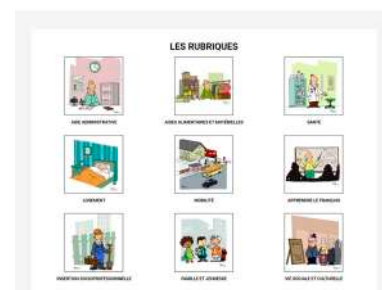 LES RUBRIQUES
AIDE ADMINISTRATIVE
AIDES ALIMENTAIRES ET MATÉRIELLES
SANTÉ
LOGEMENT
MOBILITÉ
APPRENDRE LE FRANÇAIS
INSERTION SOCIOPROFESSIONNELLE
FAMILLE ET JEUNESSE
VIE SOCIALE ET CULTURELLE